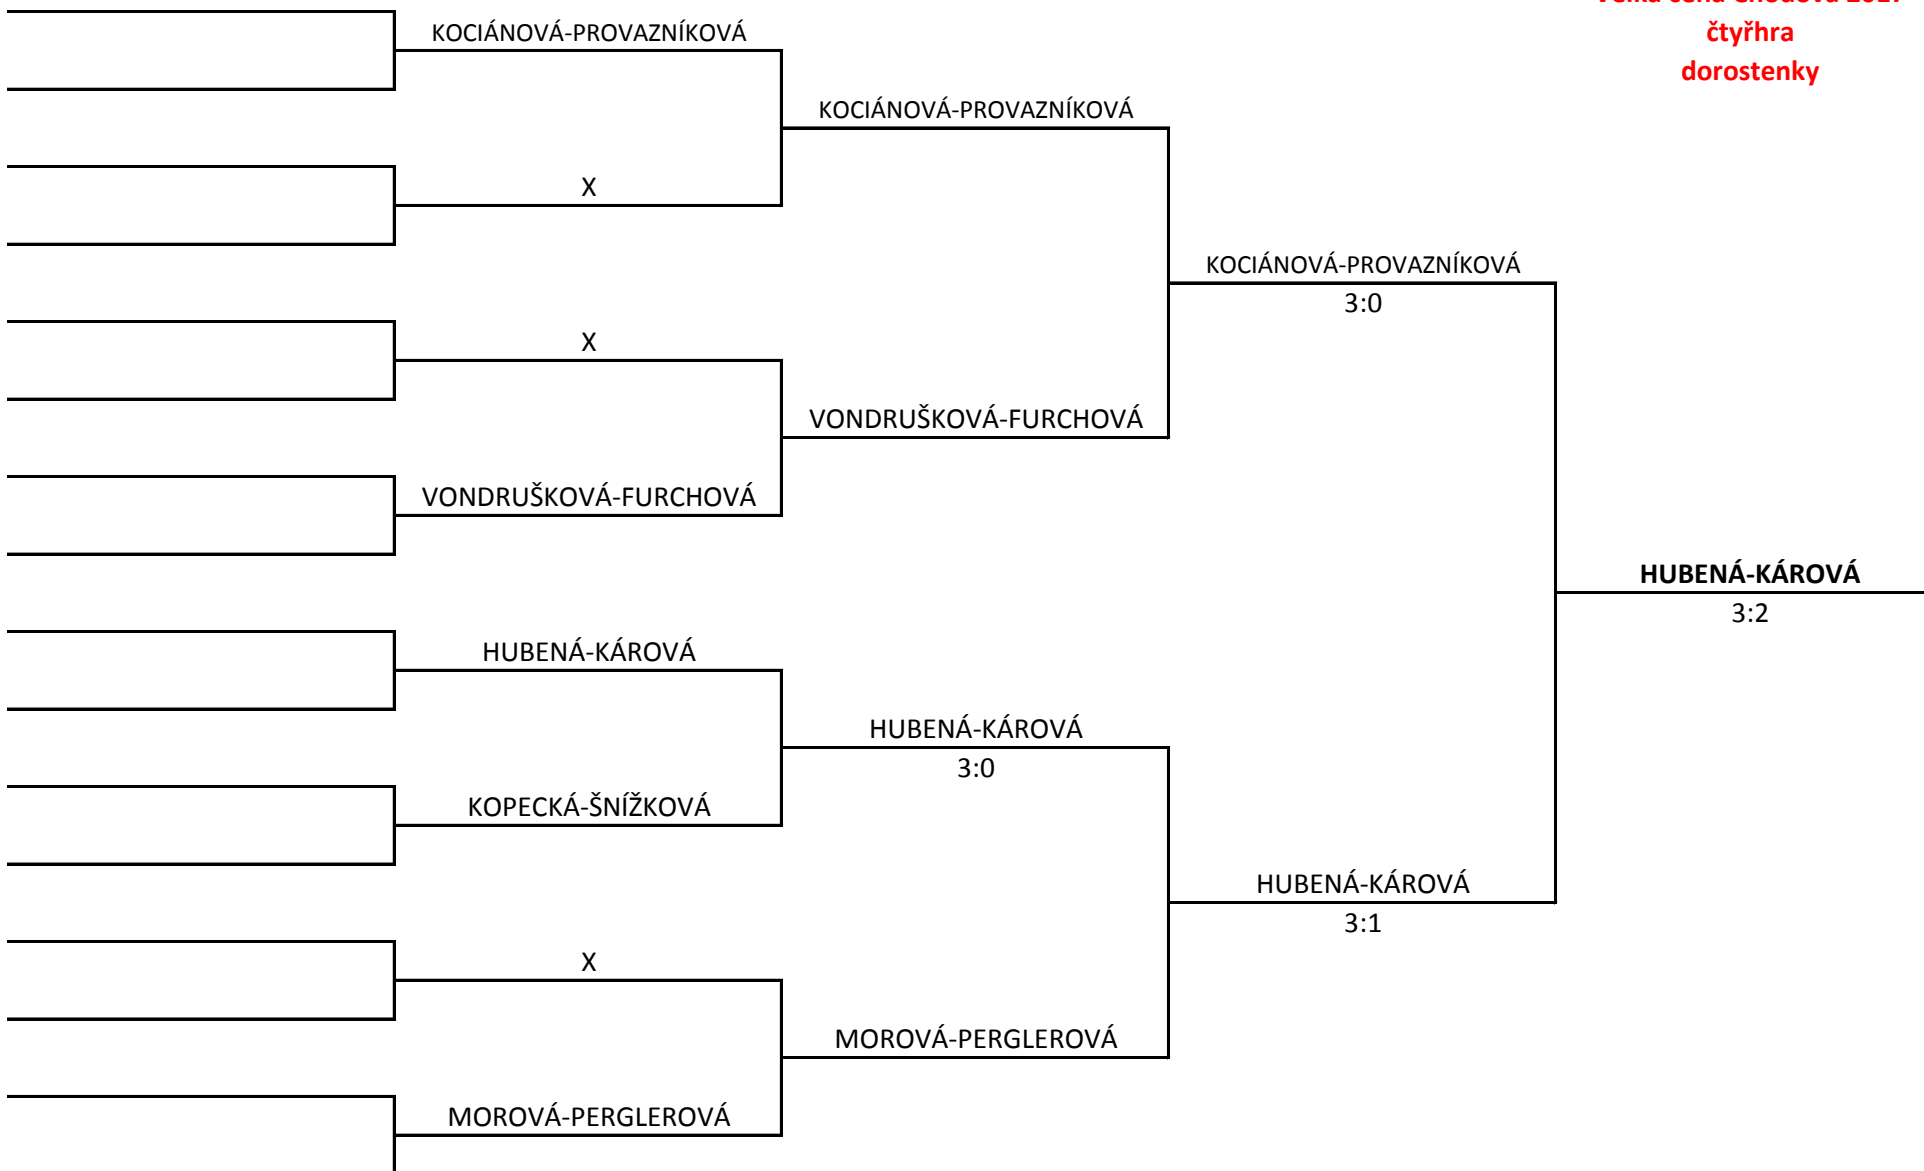 čtyřhra
dorostenky
KOCIÁNOVÁ-PROVAZNÍKOVÁ
KOCIÁNOVÁ-PROVAZNÍKOVÁ
X
KOCIÁNOVÁ-PROVAZNÍKOVÁ
3:0
X
VONDRUŠKOVÁ-FURCHOVÁ
VONDRUŠKOVÁ-FURCHOVÁ
HUBENÁ-KÁROVÁ
3:2
HUBENÁ-KÁROVÁ
HUBENÁ-KÁROVÁ
3:0
KOPECKÁ-ŠNÍŽKOVÁ
HUBENÁ-KÁROVÁ
3:1
X
MOROVÁ-PERGLEROVÁ
MOROVÁ-PERGLEROVÁ